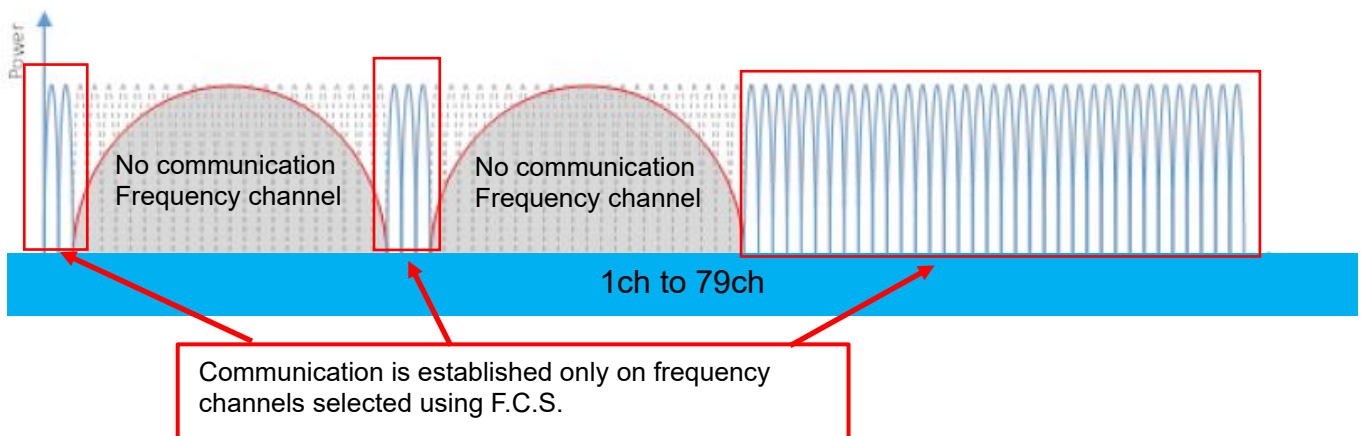 Power
No communication
Frequency channel
No communication
Frequency channel
1ch to 79ch
Communication is established only on frequency
channels selected using F.C.S.